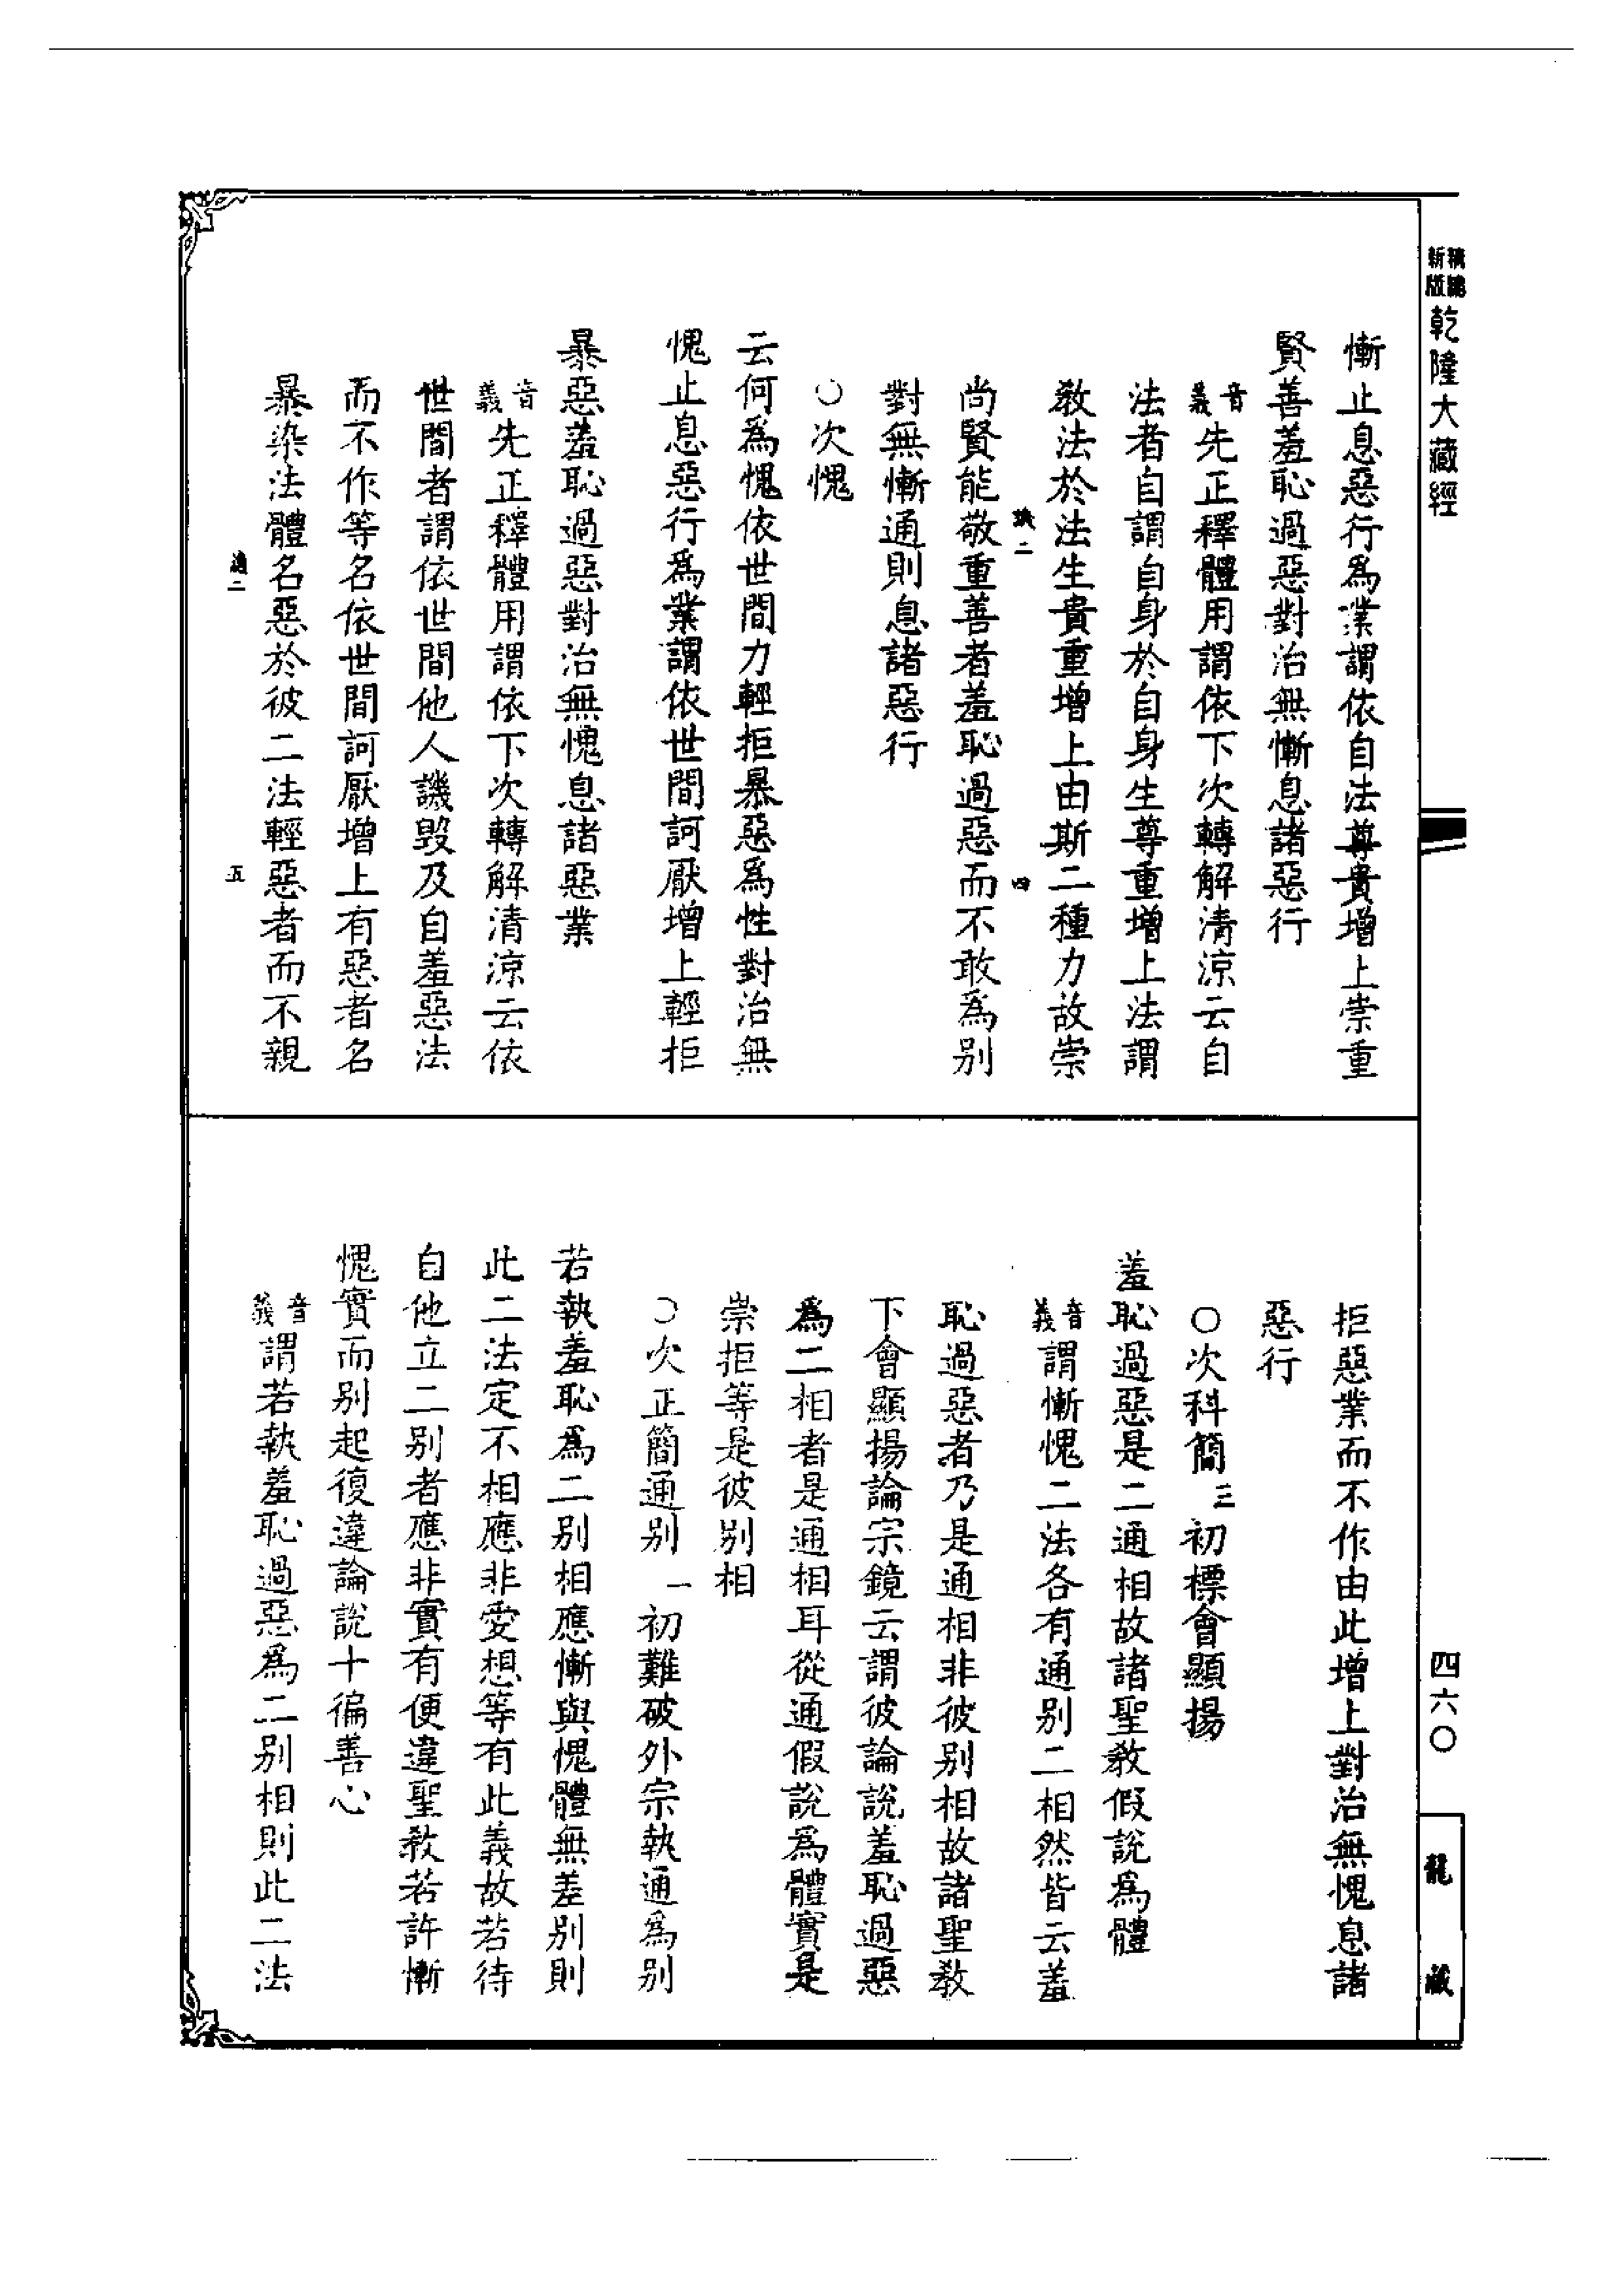 新版
乾隆大藏經
慚止息惡行爲業謂依自法尊貴增上崇重
賢善羞恥過惡對治無慚息諸惡行
音義先正釋體用謂依下次轉解清涼云自
法者自謂自身於自身生尊重增上法謂
教法於法生貴重增上由斯二種力故崇
尚賢能敬重善者羞恥過惡而不敢爲別
對無慚通則息諸惡行
○次愧
云何爲愧依世間力輕拒暴惡爲性對治無
愧止息惡行爲業謂依世間訶厭增上輕拒
暴惡羞恥過惡對治無愧息諸惡業
音義先正釋體用謂依下次轉解清涼云依
世間者謂依世間他人譏毀及自羞惡法
而不作等名依世間訶厭增上有惡者名
暴染法體名惡於彼二法輕惡者而不親
五
拒惡業而不作由此增上對治無愧息諸
惡行
○次科簡三初標會顯揚
羞恥過惡是二通相故諸聖教假說爲體
音義謂慚愧二法各有通別二相然皆云羞
恥過惡者乃是通相非彼別相故諸聖教
下會顯揚論宗鏡云謂彼論說羞恥過惡
爲二相者是通相耳從通假說爲體實是
崇拒等是彼別相
○次正簡通別一初難破外宗執通爲別
若執羞恥爲二別相應慚與愧體無差別則
此二法定不相應非受想等有此義故若待
自他立二別者應非實有便違聖教若許慚
愧實而別起復違論說十徧善心
音義謂若執羞恥過惡爲二別相則此二法
四六〇
龍藏